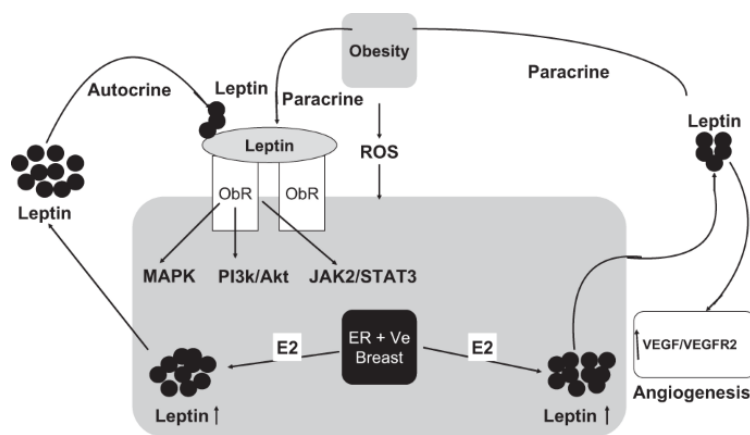 Obesity
Autocrine
Leptin
Paracrine
Paracrine
Leptin
Leptin
ROS
Leptin
ObR
ObR
MAPK
PI3k/Akt
JAK2/STAT3
E2
ER + Ve
Breast
E2
VEGF/VEGFR2
Angiogenesis
Leptin
Leptin